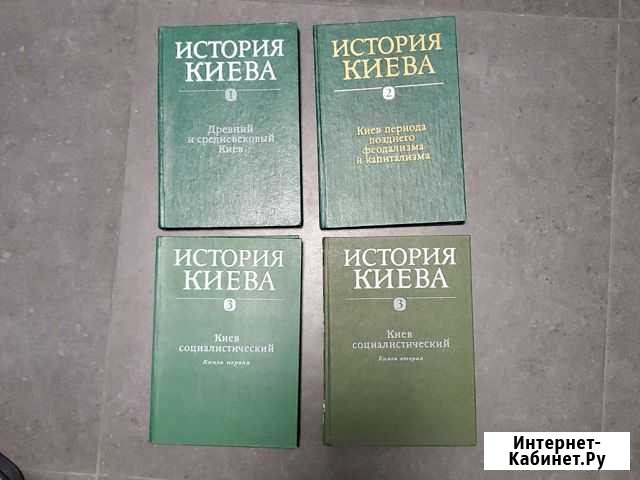 ИСТОРИЯ
КИЕВА
1
Древний
и средневековый
Киев
ИСТОРИЯ
КИЕВА
2
Киев периода
позднего
феодализма
и капитализма
ИСТОРИЯ
КИЕВА
3
Киев
социалистический
Книга первая
ИСТОРИЯ
КИЕВА
3
Киев
социалистический
Книга вторая
Интернет-
Кабинет.Ру